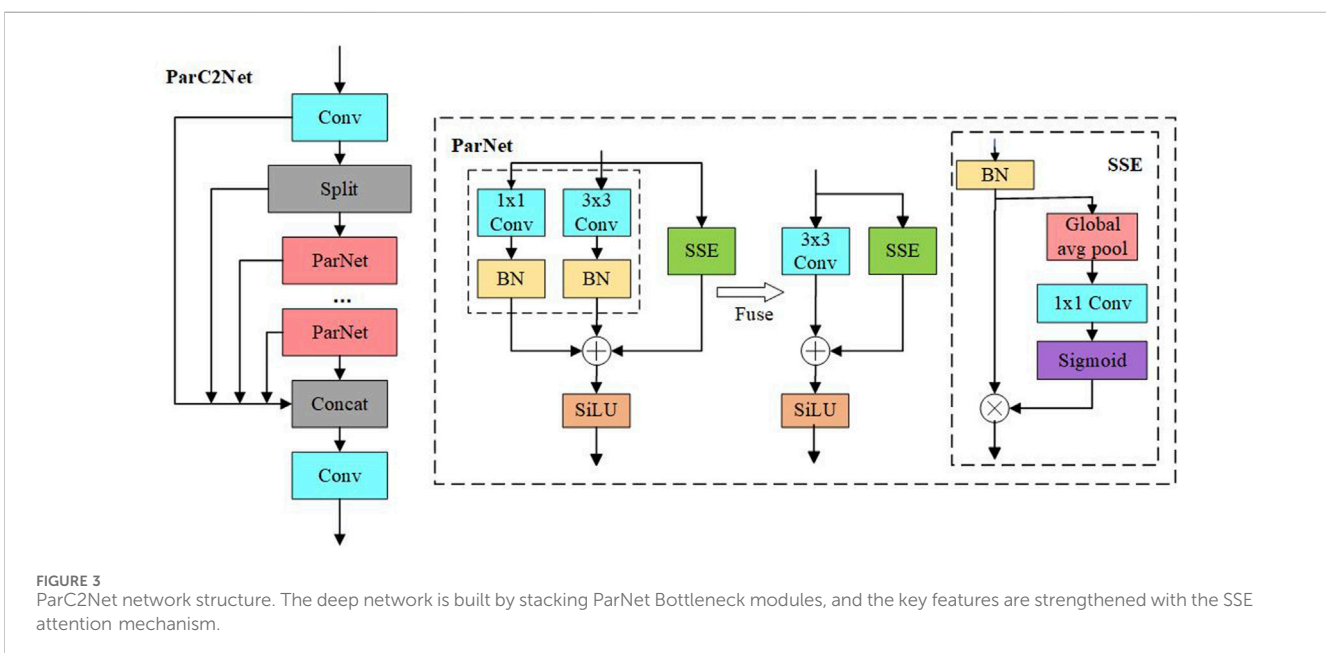 ParC2Net
Conv
Split
ParNet
...
ParNet
Concat
Conv
ParNet
1x1
Conv
3x3
Conv
BN
BN
SSE
SiLU
Fuse
3x3
Conv
SSE
SiLU
SSE
BN
Global
avg pool
1x1 Conv
Sigmoid
FIGURE 3
ParC2Net network structure. The deep network is built by stacking ParNet Bottleneck modules, and the key features are strengthened with the SSE
attention mechanism.